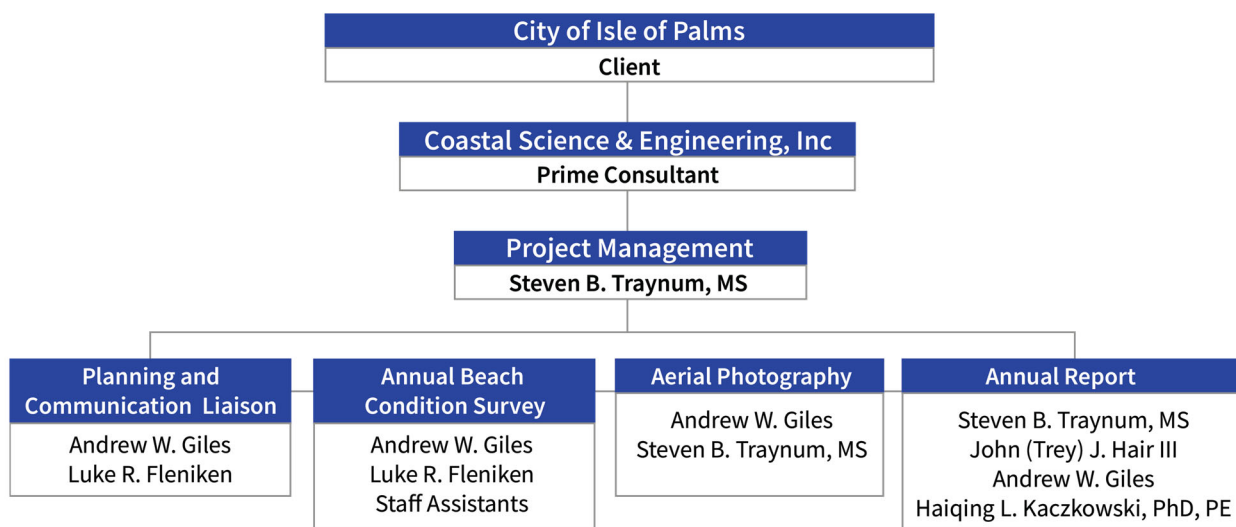 City of Isle of Palms
Client
Coastal Science & Engineering, Inc
Prime Consultant
Project Management
Steven B. Traynum, MS
Planning and
Communication Liaison
Andrew W. Giles
Luke R. Fleniken
Annual Beach
Condition Survey
Andrew W. Giles
Luke R. Fleniken
Staff Assistants
Aerial Photography
Andrew W. Giles
Steven B. Traynum, MS
Annual Report
Steven B. Traynum, MS
John (Trey) J. Hair III
Andrew W. Giles
Haiqing L. Kaczkowski, PhD, PE